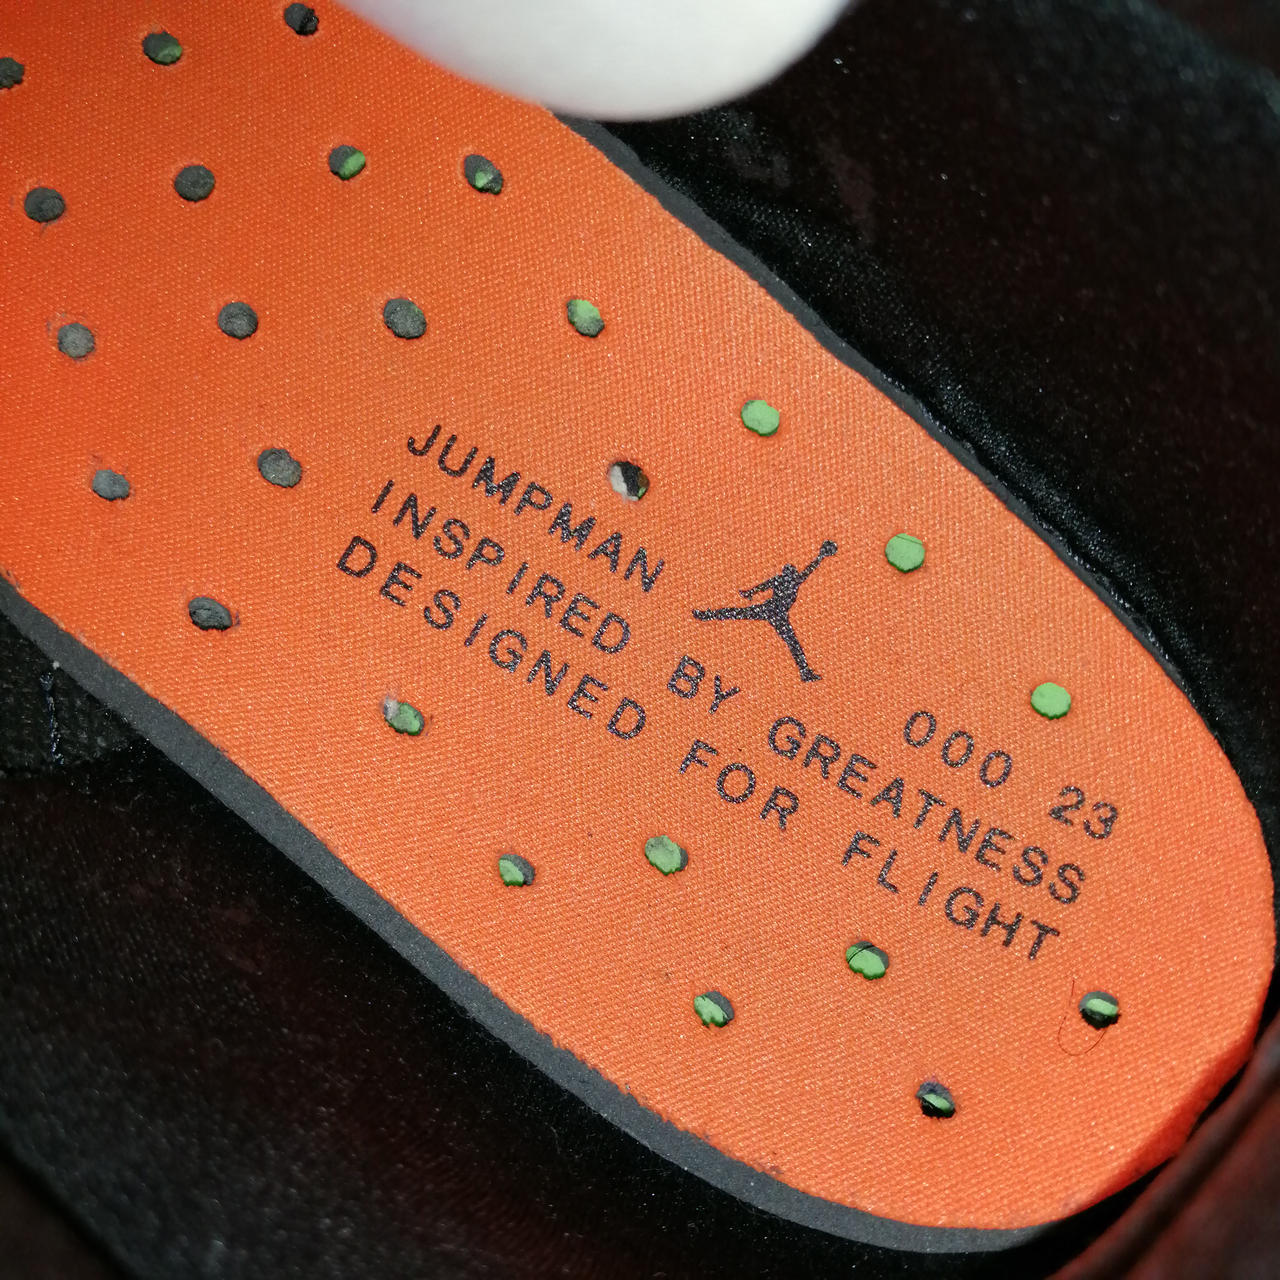 JUMPMAN 000 23
INSPIRED BY GREATNESS
DESIGNED FOR FLIGHT